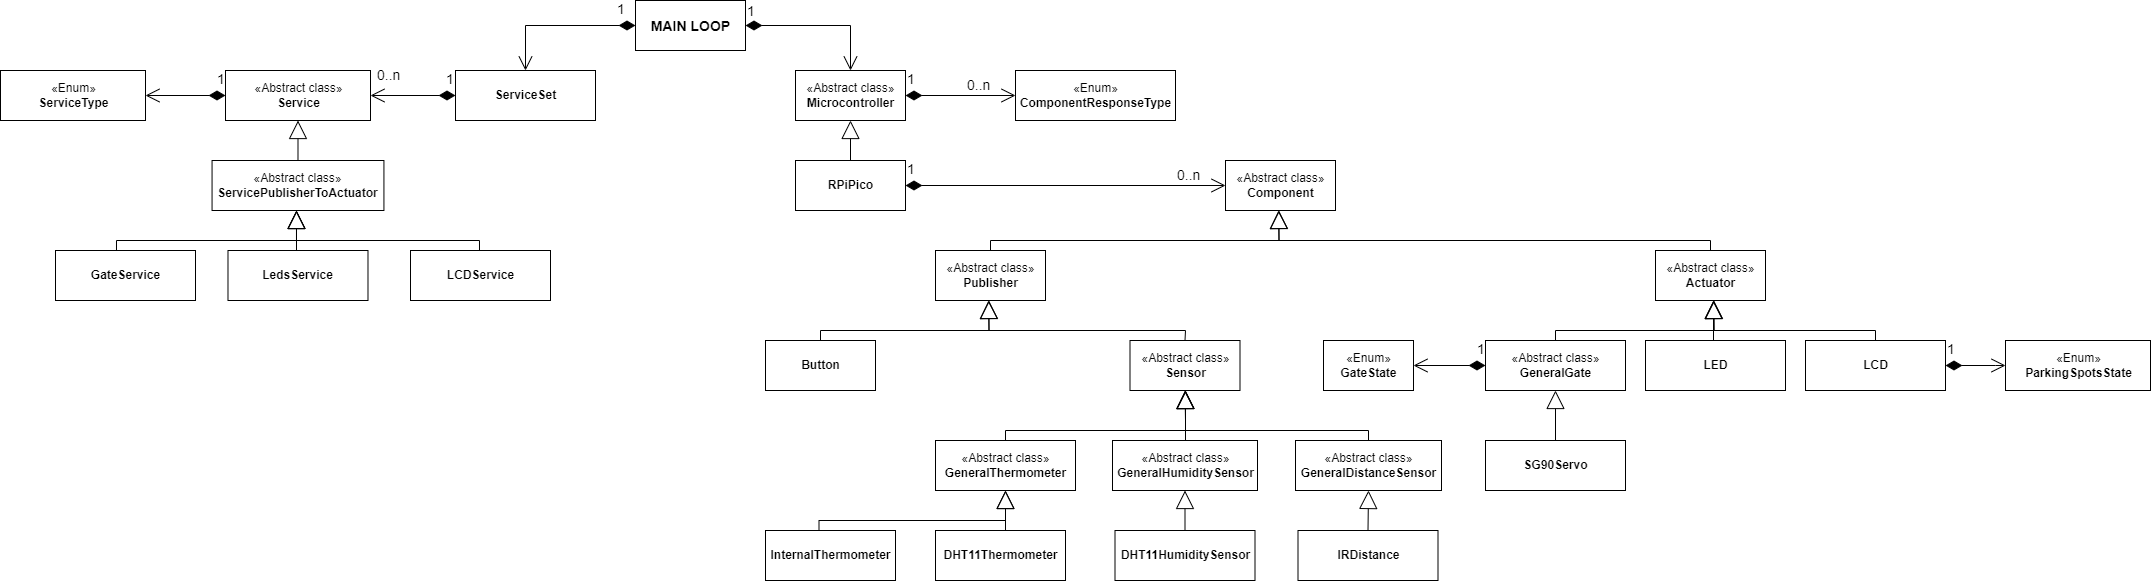 1
MAIN LOOP
1
«Enum»
ServiceType
1
«Abstract class»
Service
0..n
1
ServiceSet
«Abstract class»
Microcontroller
1
0..n
«Enum»
ComponentResponseType
«Abstract class»
ServicePublisherToActuator
RPiPico
1
0..n
«Abstract class»
Component
GateService
LedsService
LCDService
«Abstract class»
Publisher
«Abstract class»
Actuator
Button
«Abstract class»
Sensor
«Enum»
GateState
1
«Abstract class»
GeneralGate
LED
LCD
1
«Enum»
ParkingSpotsState
«Abstract class»
GeneralThermometer
«Abstract class»
GeneralHumiditySensor
«Abstract class»
GeneralDistanceSensor
SG90Servo
InternalThermometer
DHT11Thermometer
DHT11HumiditySensor
IRDistance